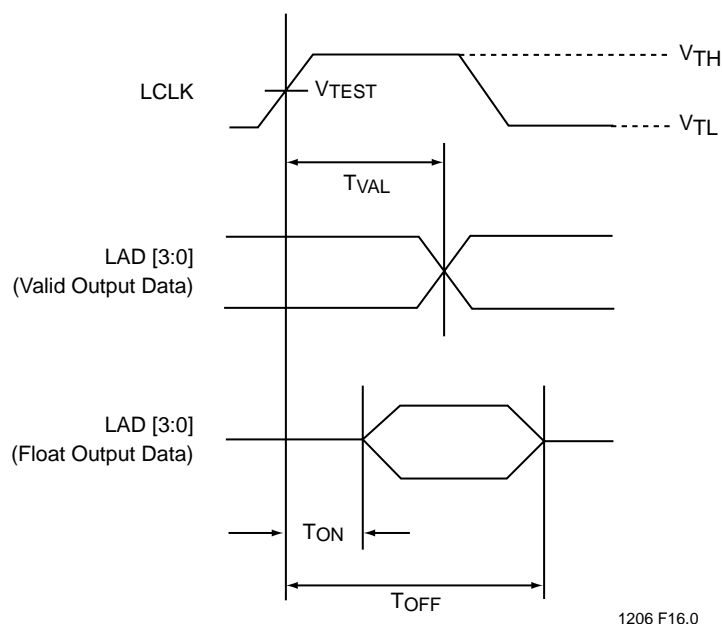 VTH
LCLK
VTEST
VTL
TVAL
LAD [3:0]
(Valid Output Data)
LAD [3:0]
(Float Output Data)
TON
TOFF
1206 F16.0